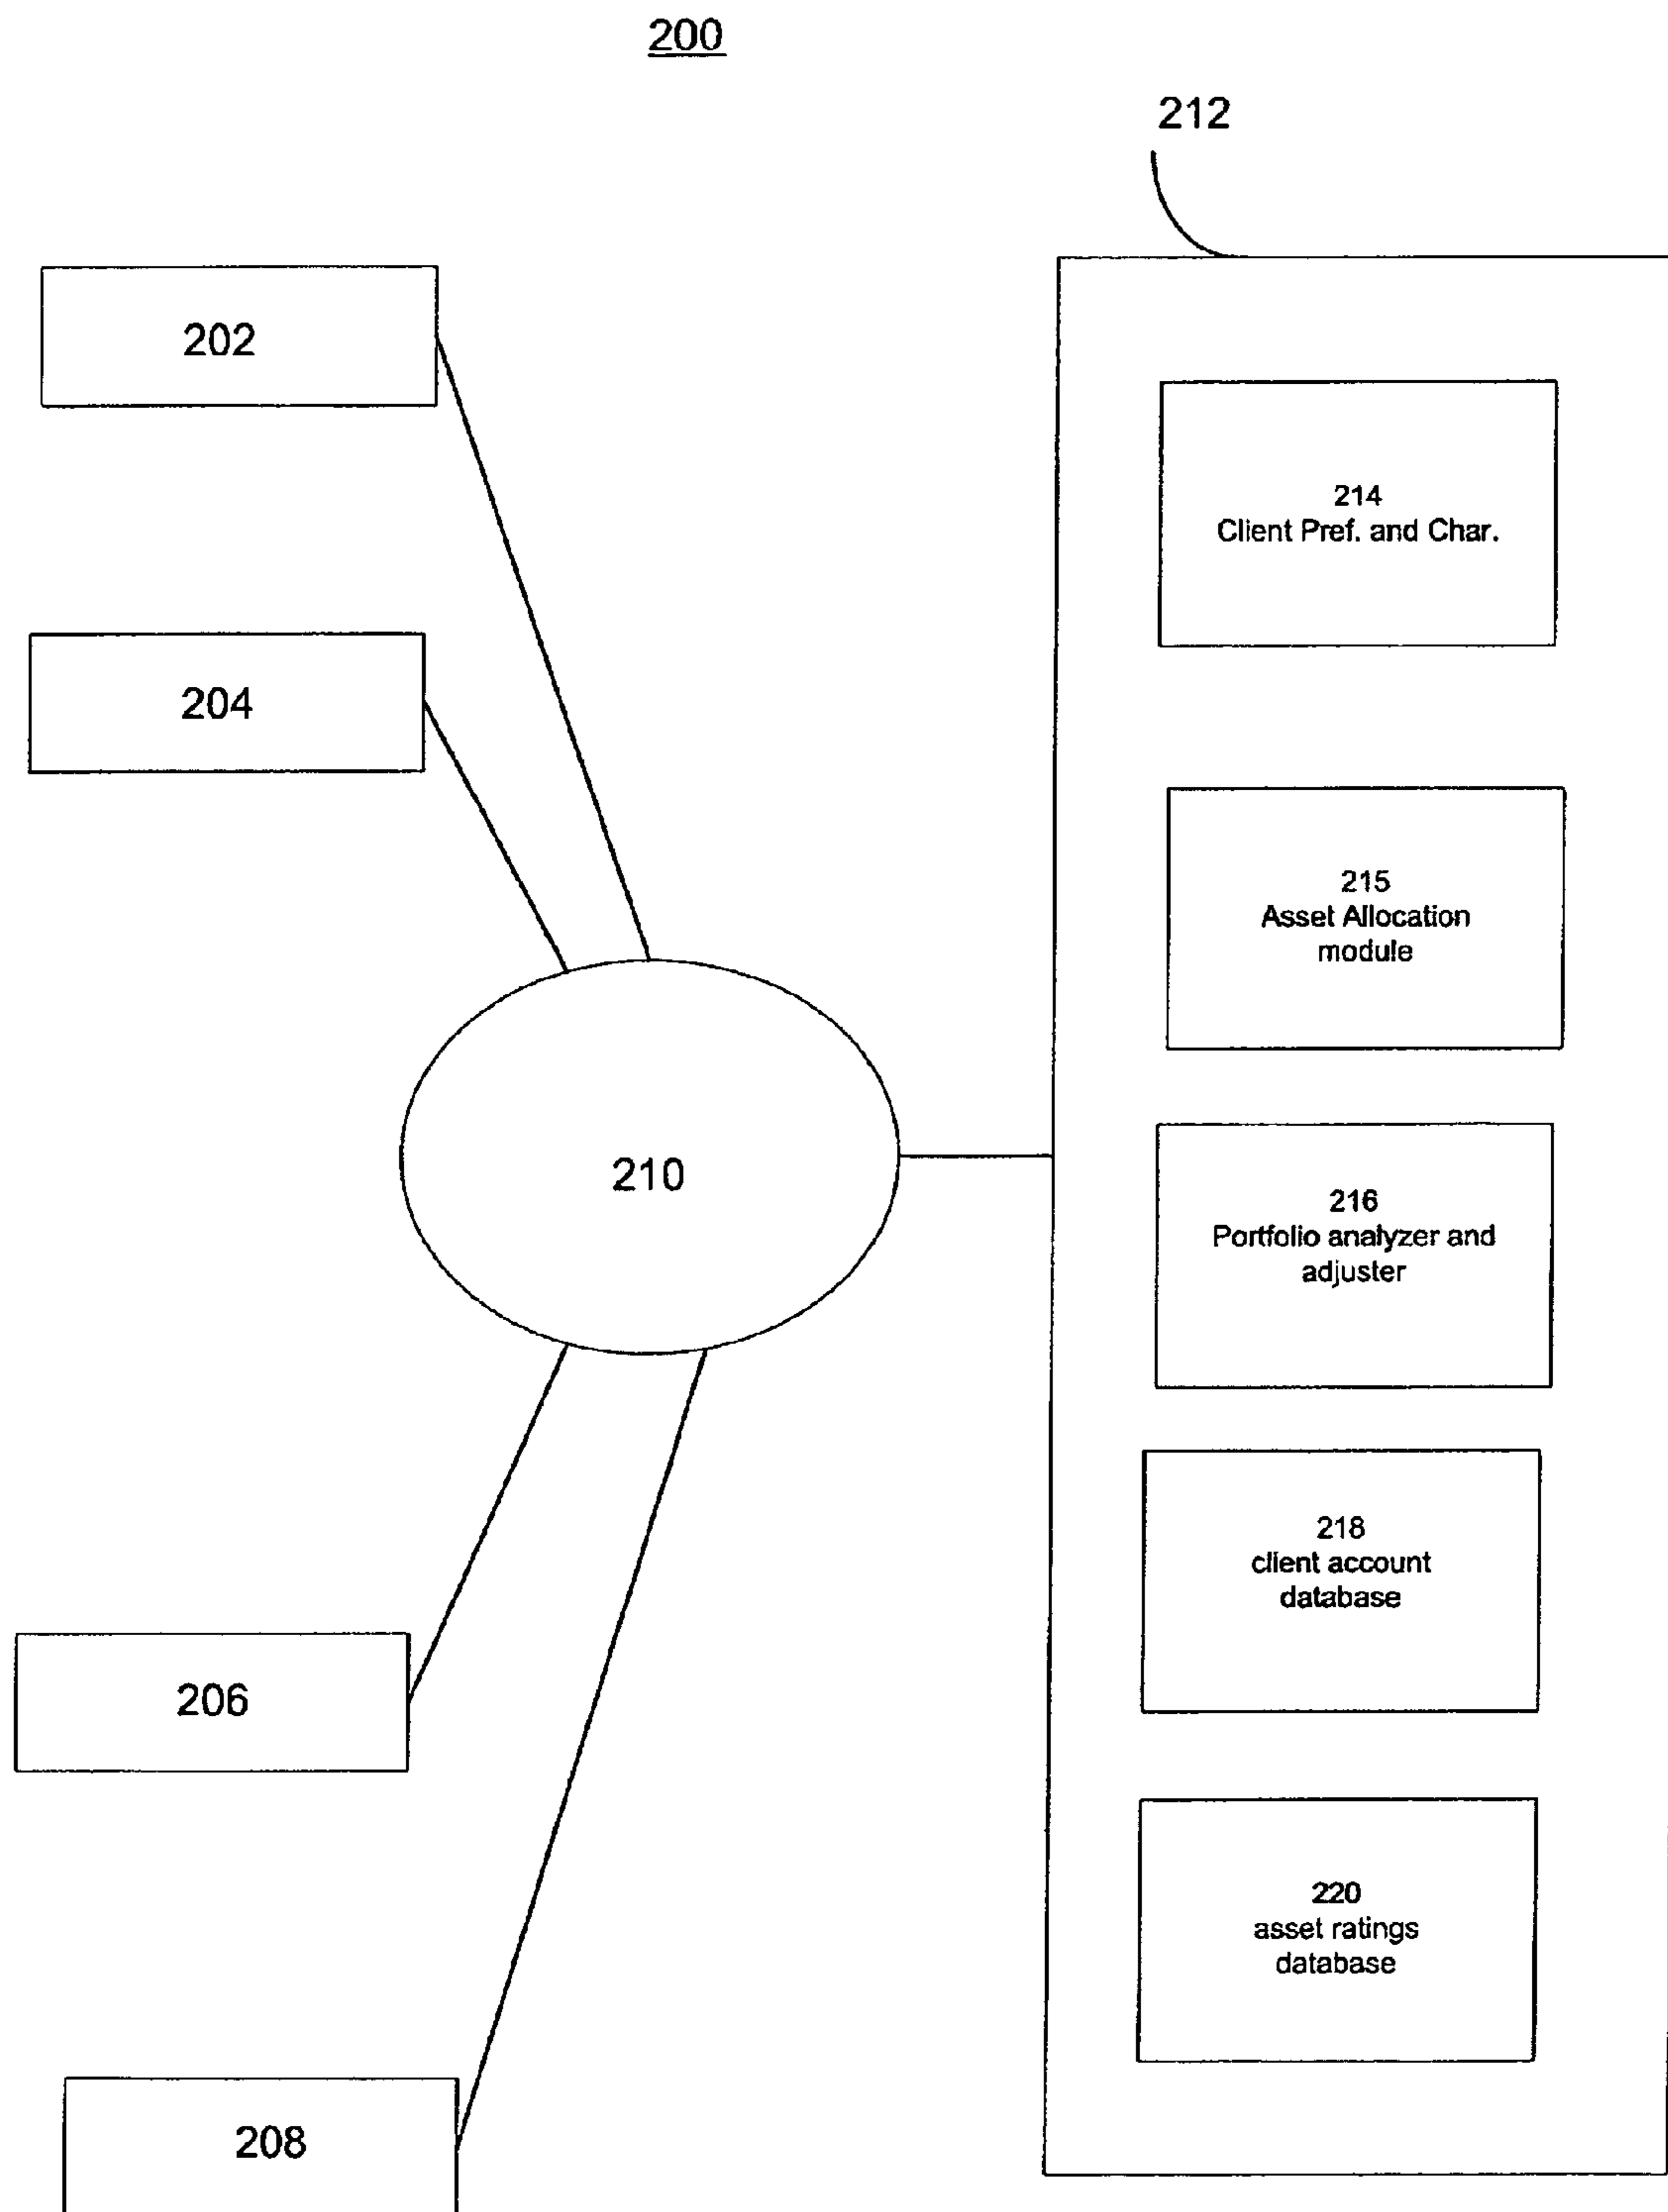 200
212
202
204
210
206
208
214
Client Pref. and Char.
215
Asset Allocation
module
216
Portfolio analyzer and
adjuster
218
client account
database
220
asset ratings
database